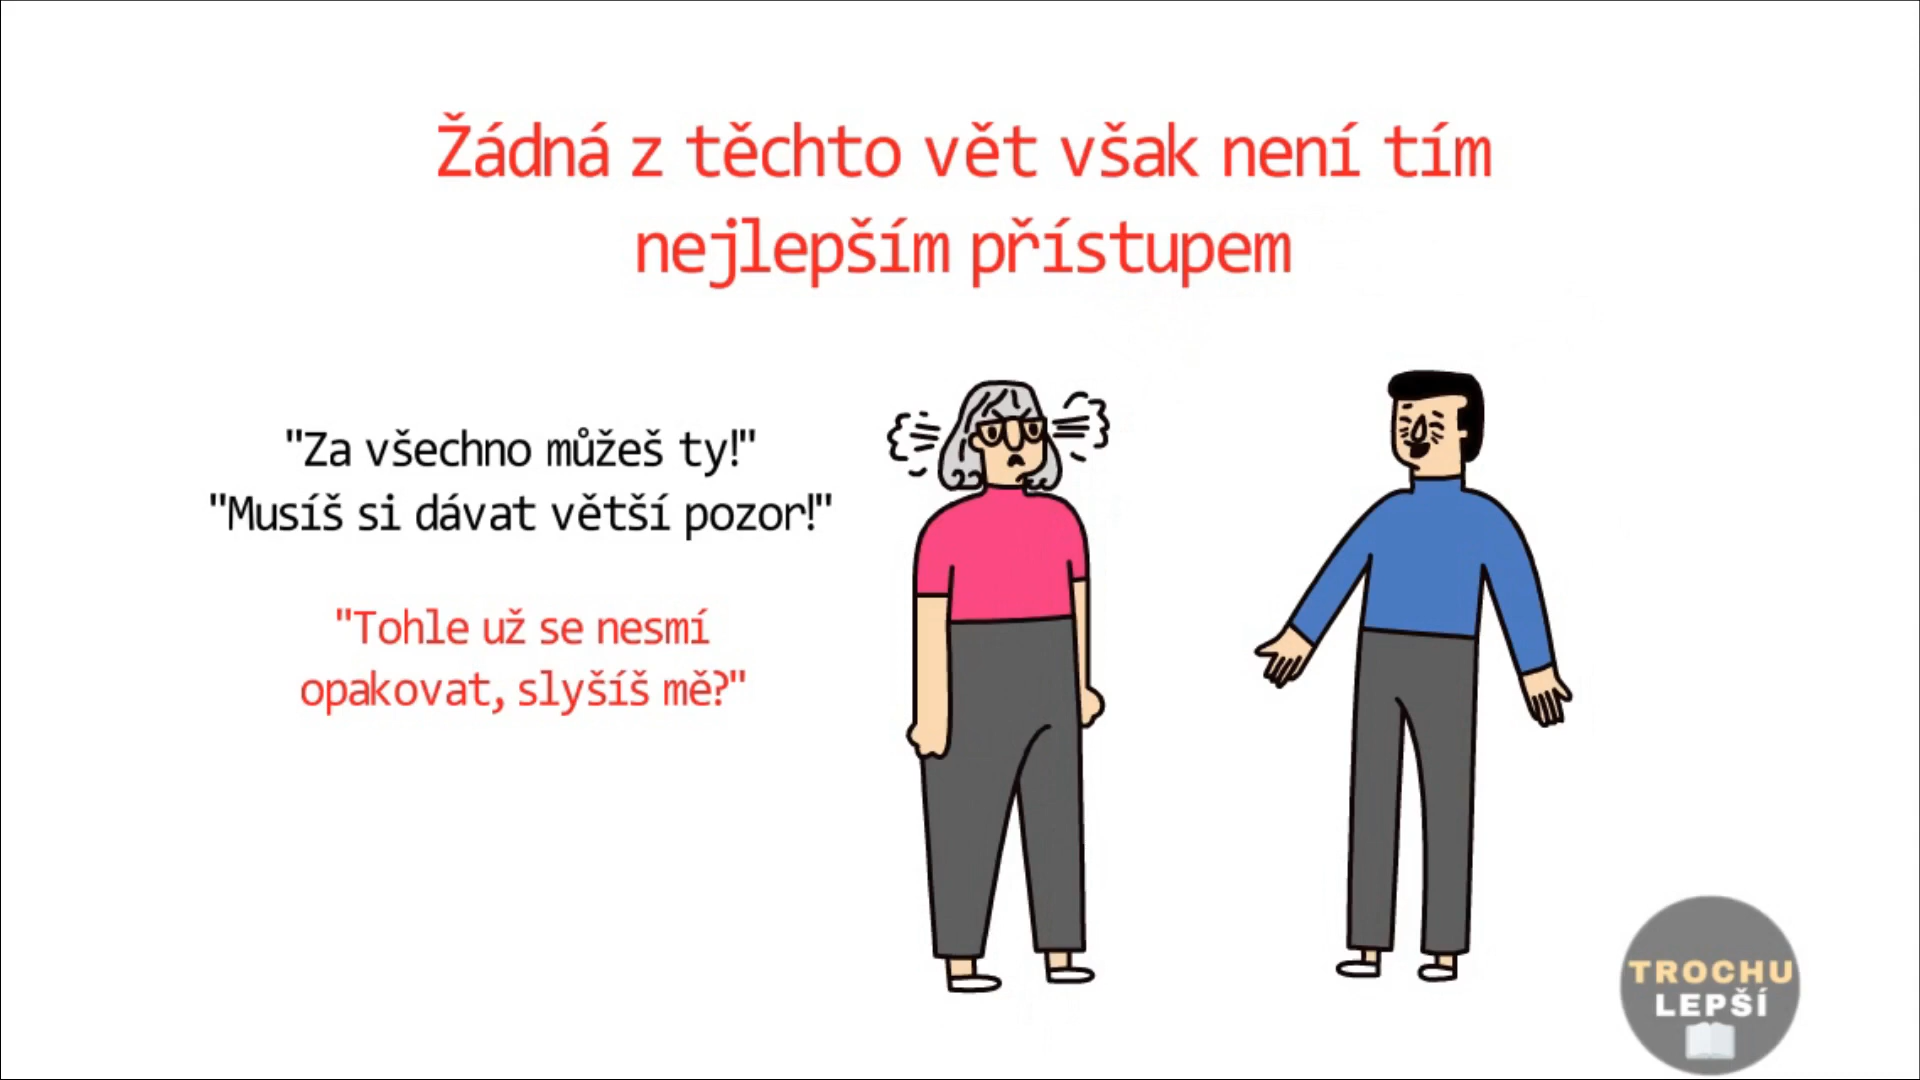 Žádná z těchto vět však není tím
nejlepším přístupem
"Za všechno můžeš ty!"
"Musíš si dávat větší pozor!"
"Tohle už se nesmí
opakovat, slyšíš mě?"
TROCHU
LEPŠÍ